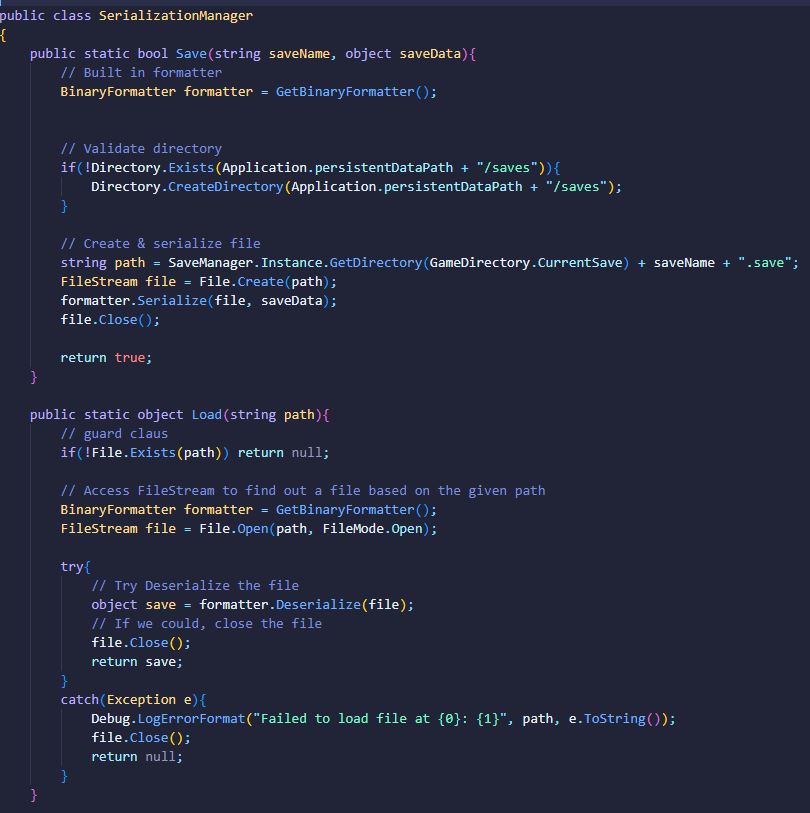 public class SerializationManager
{
public static bool Save(string saveName, object saveData){
// Built in formatter
BinaryFormatter formatter = GetBinaryFormatter();
// Validate directory
if(!Directory.Exists(Application.persistentDataPath + "/saves")){
Directory.CreateDirectory(Application.persistentDataPath + "/saves");
}
// Create & serialize file
string path = SaveManager.Instance.GetDirectory(GameDirectory.CurrentSave) + saveName + ".save";
FileStream file = File.Create(path);
formatter.Serialize(file, saveData);
file.Close();
return true;
}
public static object Load(string path){
// guard claus
if(!File.Exists(path)) return null;
// Access FileStream to find out a file based on the given path
BinaryFormatter formatter = GetBinaryFormatter();
FileStream file = File.Open(path, FileMode.Open);
try{
// Try Deserialize the file
object save = formatter.Deserialize(file);
// If we could, close the file
file.Close();
return save;
}
catch(Exception e){
Debug.LogErrorFormat("Failed to load file at {0}: {1}", path, e.ToString());
file.Close();
return null;
}
}